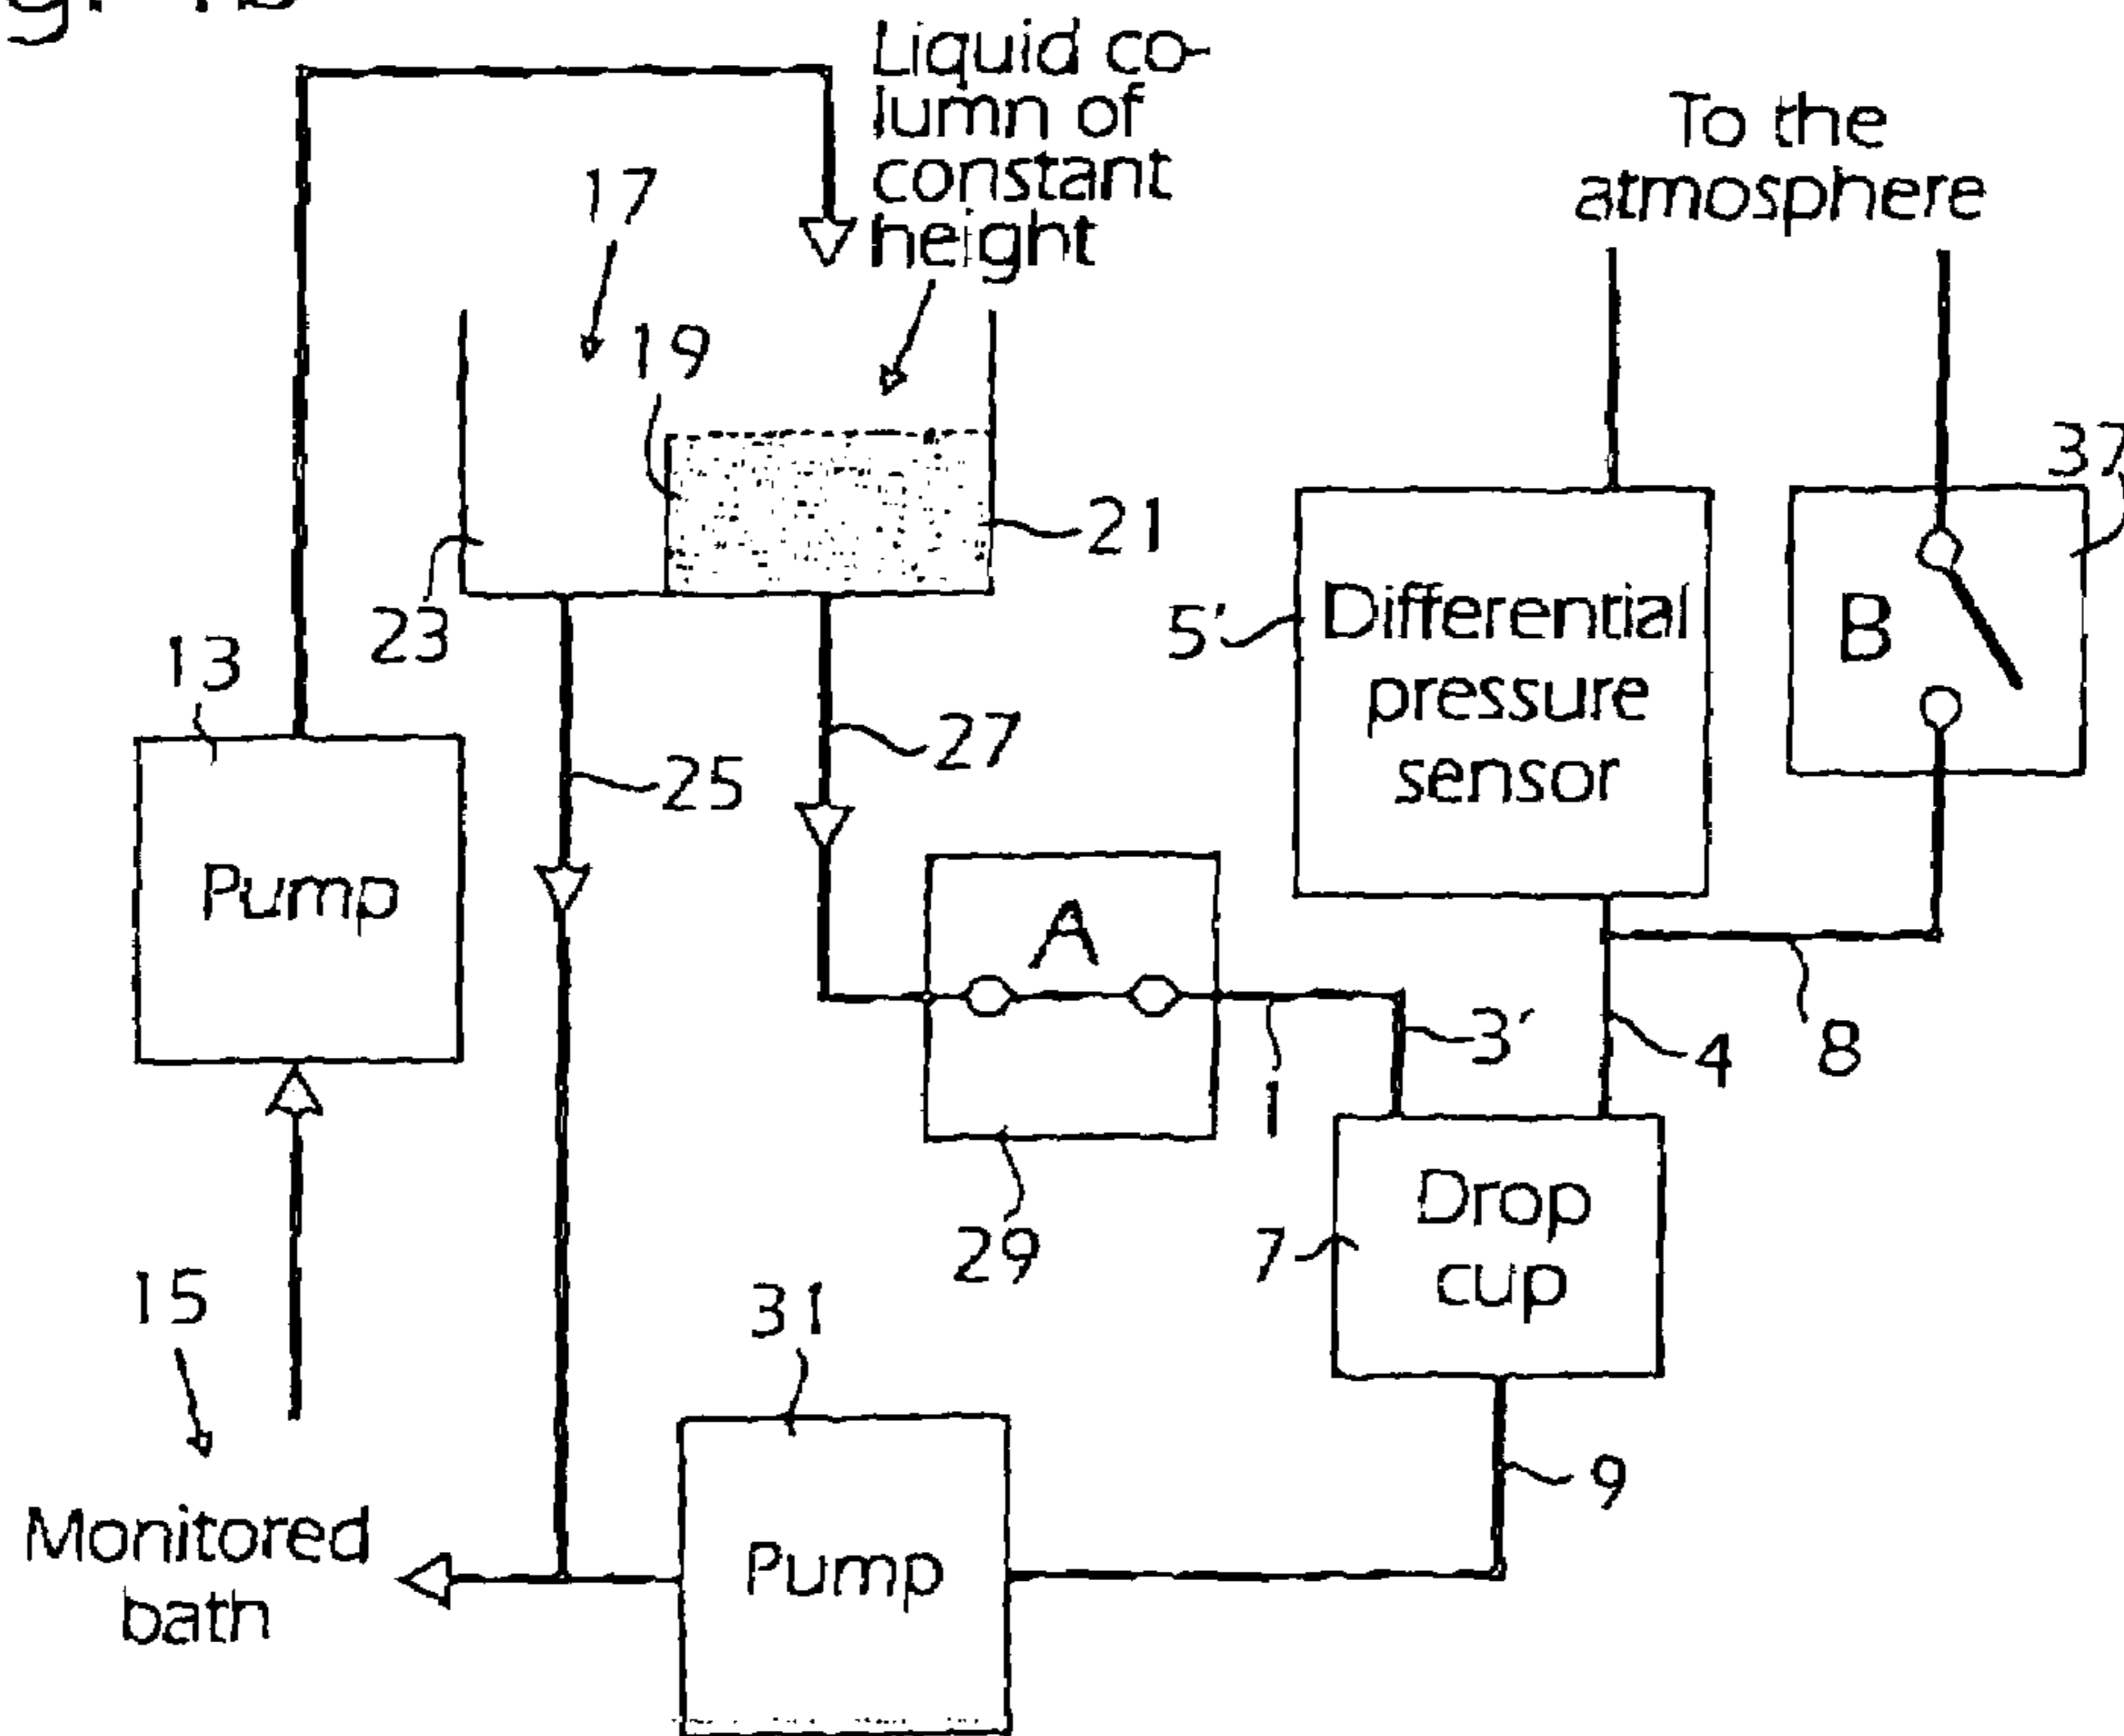 Liquid co-
lumn of
constant
height
To the
atmosphere
17
19
37
21
23
5'
Differential
pressure
sensor
B
13
27
25
Pump
A
3'
4
8
1
29
7
Drop
cup
15
31
9
Monitored
bath
Pump